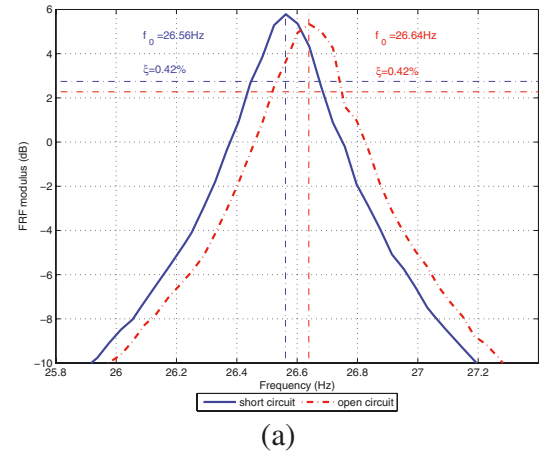 6
f 0 =26.56Hz
f 0 =26.64Hz
ξ=0.42%
ξ=0.42%
4
2
0
-2
-4
-6
-8
-10
FRF modulus (dB)
25.8 26 26.2 26.4 26.6 26.8 27 27.2
Frequency (Hz)
short circuit open circuit
(a)